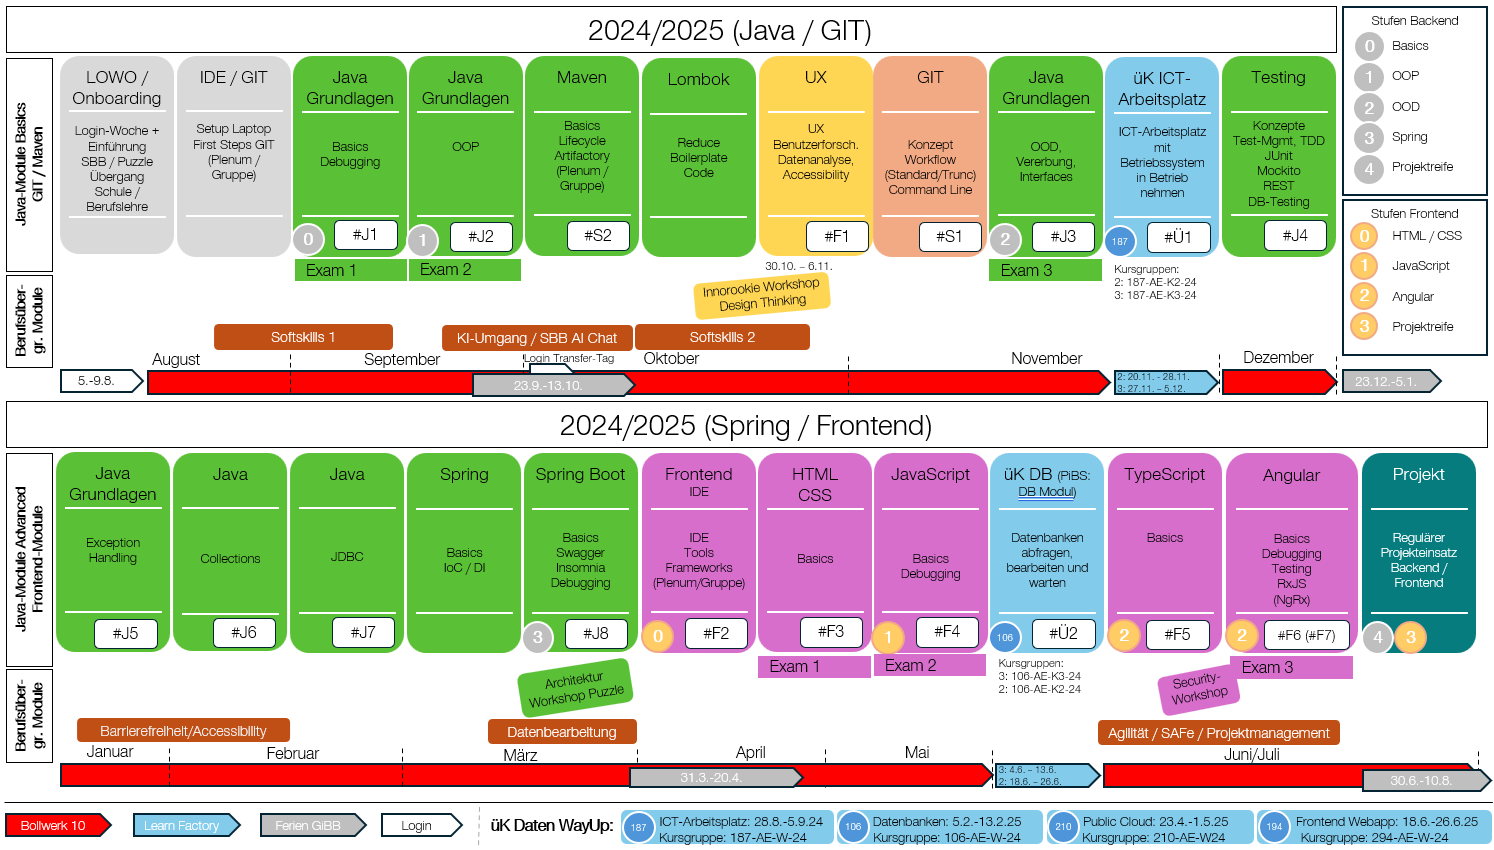 2024/2025 (Java / GIT)
Java-Module Basics
GIT / Maven
LOWO /
Onboarding
Login-Woche +
Einführung
SBB / Puzzle
Übergang
Schule /
Berufslehre
IDE / GIT
Setup Laptop
First Steps GIT
(Plenum /
Gruppe)
Java
Grundlagen
Basics
Debugging
0
#J1
Exam 1
Java
Grundlagen
OOP
1
#J2
Exam 2
Maven
Basics
Lifecycle
Artifactory
(Plenum /
Gruppe)
#S2
Lombok
Reduce
Boilerplate
Code
UX
UX
Benutzerforsch.
Datenanalyse,
Accessibility
#F1
30.10. – 6.11.
GIT
Konzept
Workflow
(Standard/Trunc)
Command Line
#S1
Java
Grundlagen
OOD,
Vererbung,
Interfaces
2
#J3
Exam 3
üK ICT-
Arbeitsplatz
ICT-Arbeitsplatz
mit
Betriebssystem
in Betrieb
nehmen
187
#Ü1
Kursgruppen:
2: 187-AE-K2-24
3: 187-AE-K3-24
Testing
Konzepte
Test-Mgmt, TDD
JUnit
Mockito
REST
DB-Testing
#J4
Stufen Backend
0 Basics
1 OOP
2 OOD
3 Spring
4 Projektreife
Stufen Frontend
0 HTML / CSS
1 JavaScript
2 Angular
3 Projektreife
Berufsüber-
gr. Module
Innorookie Workshop
Design Thinking
Softskills 1
KI-Umgang / SBB AI Chat
Softskills 2
August
September
Login Transfer-Tag
Oktober
November
Dezember
5.-9.8.
23.9.-13.10.
2: 20.11. - 28.11.
3: 27.11. – 5.12.
23.12.-5.1.
2024/2025 (Spring / Frontend)
Java-Module Advanced
Frontend-Module
Java
Grundlagen
Exception
Handling
#J5
Java
Collections
#J6
Java
JDBC
#J7
Spring
Basics
IoC / DI
Spring Boot
Basics
Swagger
Insomnia
Debugging
3
#J8
Frontend
IDE
IDE
Tools
Frameworks
(Plenum/Gruppe)
0
#F2
HTML
CSS
Basics
#F3
Exam 1
JavaScript
Basics
Debugging
1
#F4
Exam 2
üK DB (PiBS:
DB Modul)
Datenbanken
abfragen,
bearbeiten und
warten
106
#Ü2
Kursgruppen:
3: 106-AE-K3-24
2: 106-AE-K2-24
TypeScript
Basics
2
#F5
Angular
Basics
Debugging
Testing
RxJS
(NgRx)
2
#F6 (#F7)
Exam 3
Projekt
Regulärer
Projekteinsatz
Backend /
Frontend
4
3
Berufsüber-
gr. Module
Architektur
Workshop Puzzle
Security-
Workshop
Barrierefreiheit/Accessibility
Datenbearbeitung
Agilität / SAFe / Projektmanagement
Januar
Februar
März
April
Mai
Juni/Juli
31.3.-20.4.
3: 4.6. – 13.6.
2: 18.6. – 26.6.
30.6.-10.8.
Bollwerk 10
Learn Factory
Ferien GIBB
Login
üK Daten WayUp:
187
ICT-Arbeitsplatz: 28.8.-5.9.24
Kursgruppe: 187-AE-W-24
106
Datenbanken: 5.2.-13.2.25
Kursgruppe: 106-AE-W-24
210
Public Cloud: 23.4.-1.5.25
Kursgruppe: 210-AE-W24
194
Frontend Webapp: 18.6.-26.6.25
Kursgruppe: 294-AE-W-24